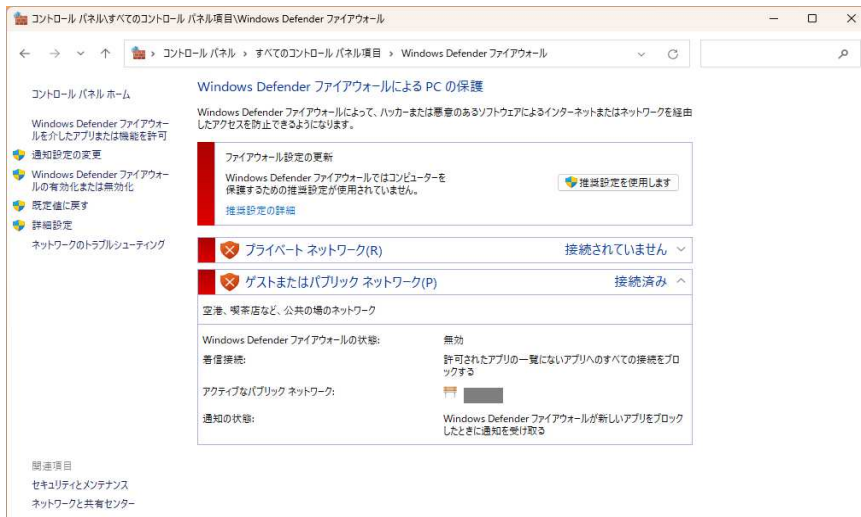 コントロール パネル\すべてのコントロール パネル項目\Windows Defender ファイアウォール
コントロール パネル › すべてのコントロール パネル項目 › Windows Defender ファイアウォール
コントロール パネル ホーム
Windows Defender ファイアウォー
ルを介したアプリまたは機能を許可
通知設定の変更
Windows Defender ファイアウォー
ルの有効化または無効化
既定値に戻す
詳細設定
ネットワークのトラブルシューティング
Windows Defender ファイアウォールによる PC の保護
Windows Defender ファイアウォールによって、ハッカーまたは悪意のあるソフトウェアによるインターネットまたはネットワークを経由
したアクセスを防止できるようになります。
ファイアウォール設定の更新
Windows Defender ファイアウォールではコンピューターを
保護するための推奨設定が使用されていません。
推奨設定を使用します
推奨設定の詳細
プライベート ネットワーク(R) 接続されていません
ゲストまたはパブリック ネットワーク(P) 接続済み
空港、喫茶店など、公共の場のネットワーク
Windows Defender ファイアウォールの状態: 無効
着信接続: 許可されたアプリの一覧にないアプリへのすべての接続をブロ
ックする
アクティブなパブリック ネットワーク:
通知の状態: Windows Defender ファイアウォールが新しいアプリをブロック
したときに通知を受け取る
関連項目
セキュリティとメンテナンス
ネットワークと共有センター